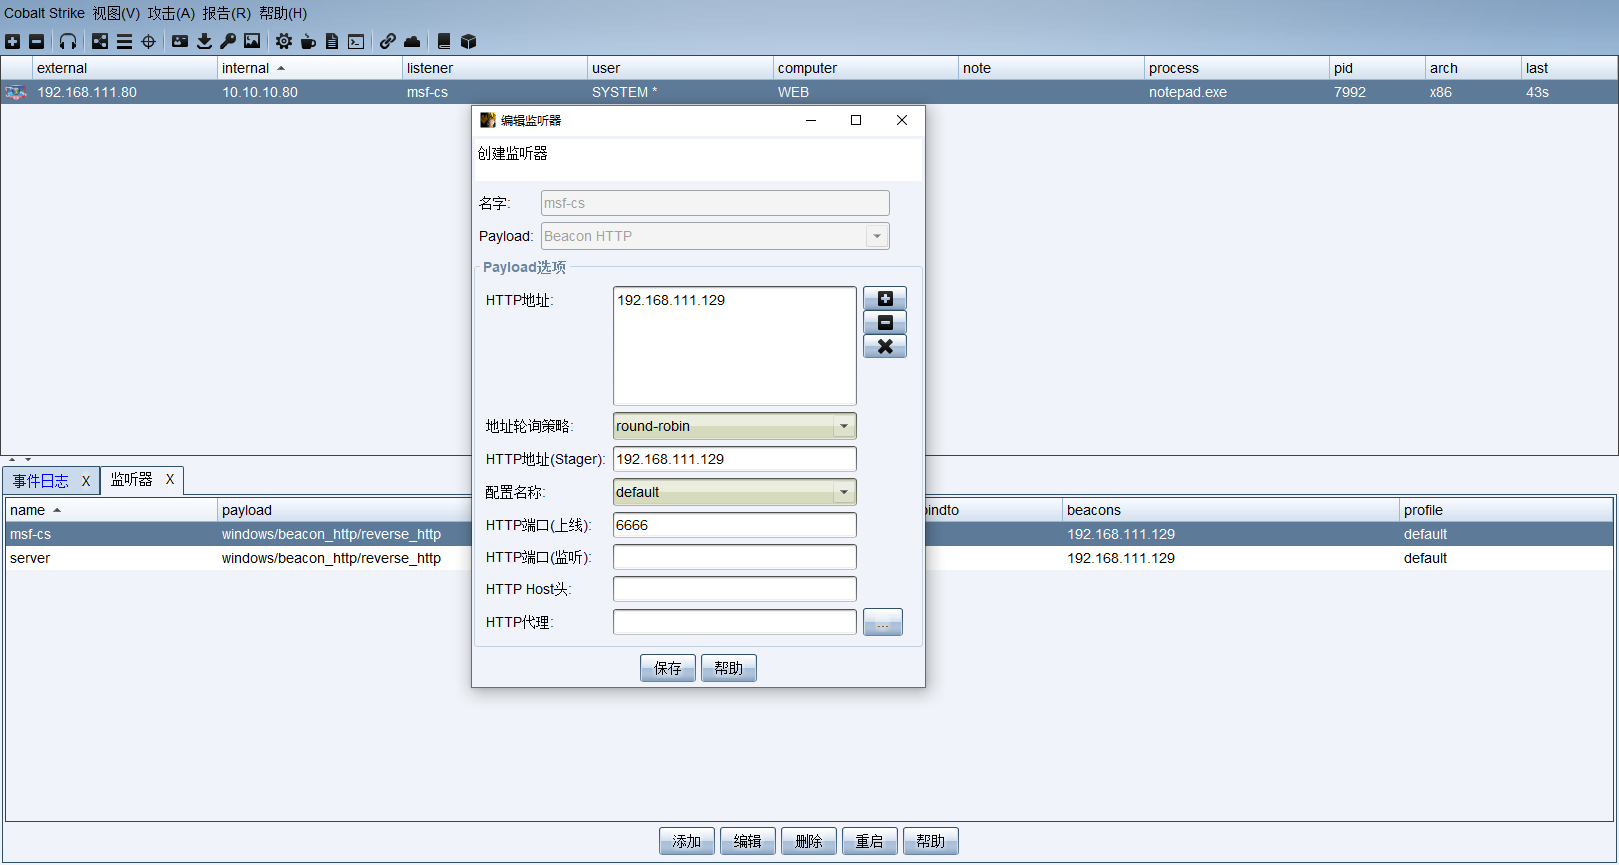 Cobalt Strike 视图(V) 攻击(A) 报告(R) 帮助(H)
external internal listener user computer note process pid arch last
192.168.111.80 10.10.10.80 msf-cs SYSTEM * WEB notepad.exe 7992 x86 43s
编辑监听器
创建监听器
名字: msf-cs
Payload: Beacon HTTP
Payload选项
HTTP地址: 192.168.111.129
地址轮询策略: round-robin
HTTP地址(Stager): 192.168.111.129
配置名称: default
HTTP端口(上线): 6666
HTTP端口(监听):
HTTP Host头:
HTTP代理: ...
保存 帮助
事件日志 X 监听器 X
name payload bindto beacons profile
msf-cs windows/beacon_http/reverse_http 192.168.111.129 default
server windows/beacon_http/reverse_http 192.168.111.129 default
添加 编辑 删除 重启 帮助